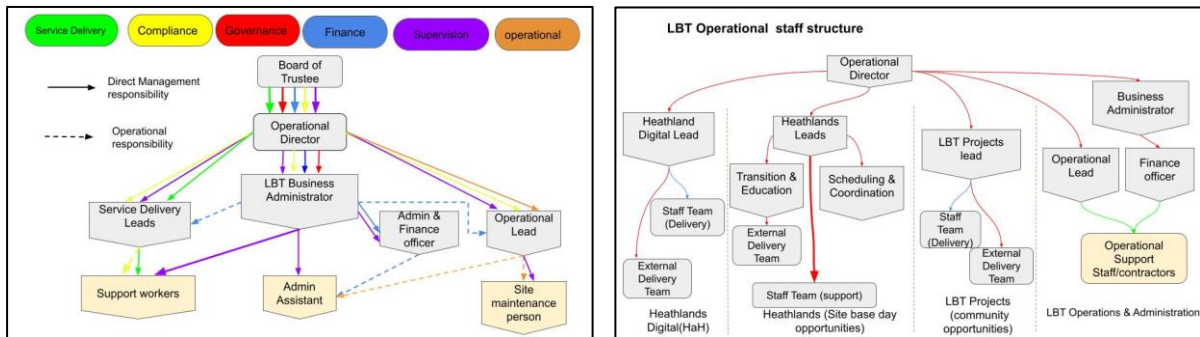 Service Delivery
Compliance
Governance
Finance
Supervision
operational
Board of
Trustee
Direct Management
responsibility
Operational
responsibility
Operational
Director
LBT Business
Administrator
Service Delivery
Leads
Admin &
Finance
officer
Operational
Lead
Support workers
Admin
Assistant
Site
maintenance
person
LBT Operational staff structure
Operational
Director
Business
Administrator
Heathland
Digital Lead
Heathlands
Leads
LBT Projects
lead
Operational
Lead
Finance
officer
Transition &
Education
Scheduling &
Coordination
Staff Team
(Delivery)
External
Delivery Team
Staff
Team
(Delivery)
External
Delivery Team
Operational
Support
Staff/contractors
External
Delivery
Team
Staff Team (support)
Heathlands
Digital(HaH)
Heathlands (Site base day
opportunities)
LBT Projects
(community
opportunities)
LBT Operations & Administration